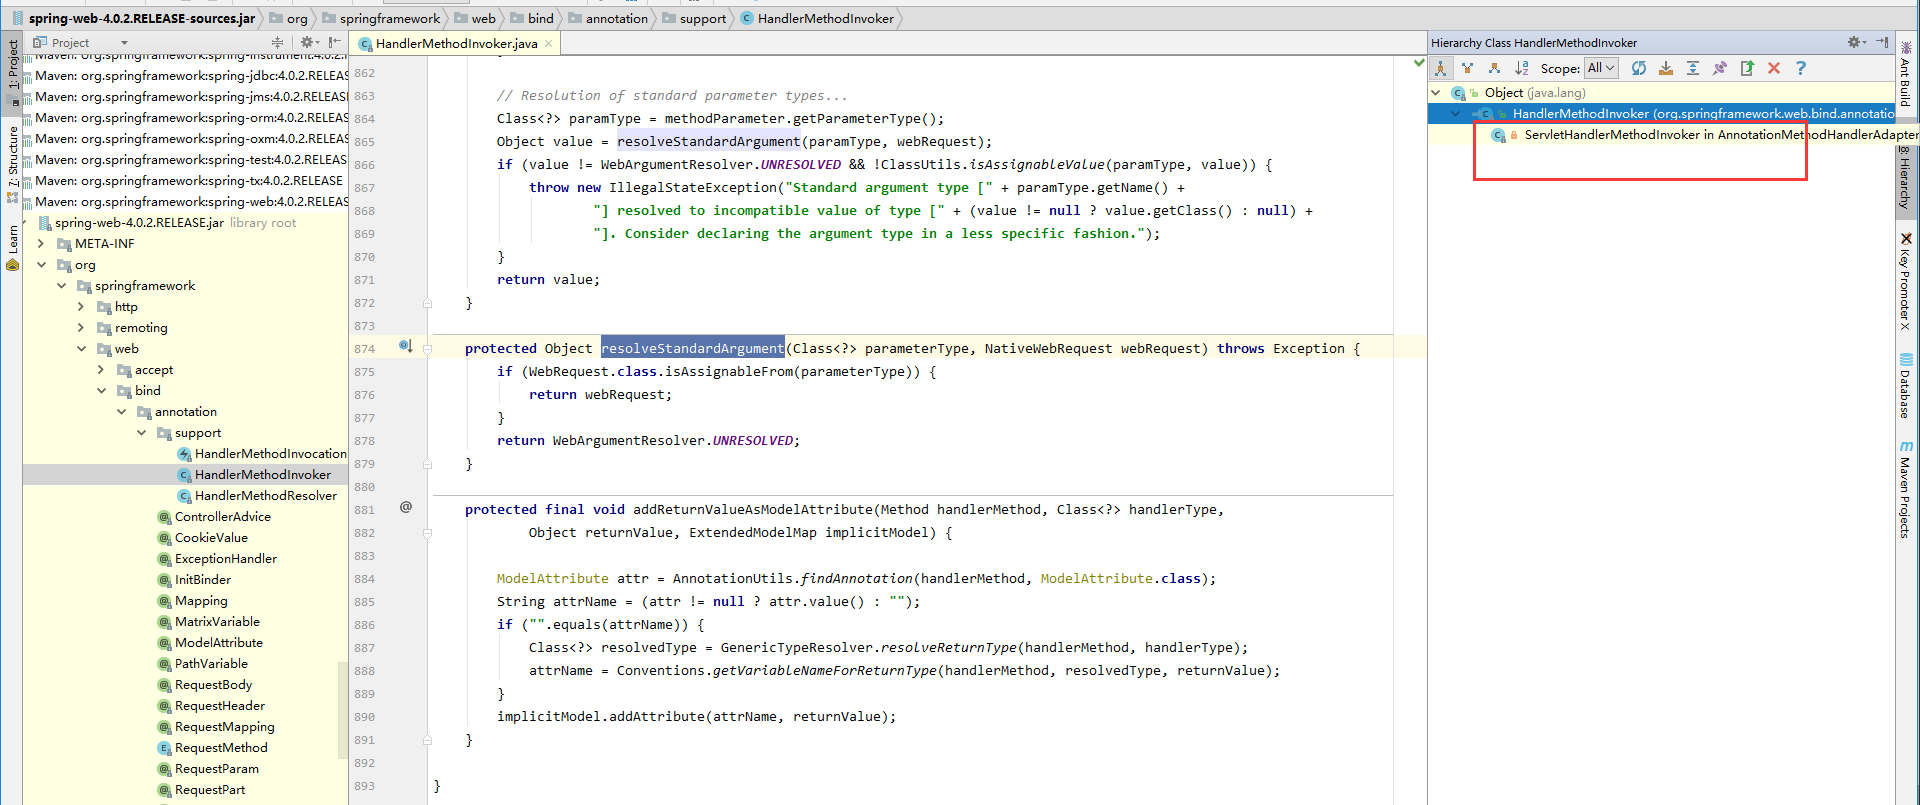 spring-web-4.0.2.RELEASE-sources.jar org springframework web bind annotation support HandlerMethodInvoker
1: Project
7: Structure
Learn
Project
Maven: org.springframework:spring-instrument:4.0.2.R
Maven: org.springframework:spring-jdbc:4.0.2.RELEAS
Maven: org.springframework:spring-jms:4.0.2.RELEAS
Maven: org.springframework:spring-orm:4.0.2.RELEAS
Maven: org.springframework:spring-oxm:4.0.2.RELEAS
Maven: org.springframework:spring-test:4.0.2.RELEAS
Maven: org.springframework:spring-tx:4.0.2.RELEASE
Maven: org.springframework:spring-web:4.0.2.RELEAS
spring-web-4.0.2.RELEASE.jar library root
META-INF
org
springframework
http
remoting
web
accept
bind
annotation
support
HandlerMethodInvocation
HandlerMethodInvoker
HandlerMethodResolver
ControllerAdvice
CookieValue
ExceptionHandler
InitBinder
Mapping
MatrixVariable
ModelAttribute
PathVariable
RequestBody
RequestHeader
RequestMapping
RequestMethod
RequestParam
RequestPart
HandlerMethodInvoker.java
862
863 // Resolution of standard parameter types...
864 Class<?> paramType = methodParameter.getParameterType();
865 Object value = resolveStandardArgument(paramType, webRequest);
866 if (value != WebArgumentResolver.UNRESOLVED && !ClassUtils.isAssignableValue(paramType, value)) {
867 throw new IllegalStateException("Standard argument type [" + paramType.getName() +
868 "] resolved to incompatible value of type [" + (value != null ? value.getClass() : null) +
869 "]. Consider declaring the argument type in a less specific fashion.");
870 }
871 return value;
872 }
873
874 protected Object resolveStandardArgument(Class<?> parameterType, NativeWebRequest webRequest) throws Exception {
875 if (WebRequest.class.isAssignableFrom(parameterType)) {
876 return webRequest;
877 }
878 return WebArgumentResolver.UNRESOLVED;
879 }
880
881 @ protected final void addReturnValueAsModelAttribute(Method handlerMethod, Class<?> handlerType,
882 Object returnValue, ExtendedModelMap implicitModel) {
883
884 ModelAttribute attr = AnnotationUtils.findAnnotation(handlerMethod, ModelAttribute.class);
885 String attrName = (attr != null ? attr.value() : "");
886 if ("".equals(attrName)) {
887 Class<?> resolvedType = GenericTypeResolver.resolveReturnType(handlerMethod, handlerType);
888 attrName = Conventions.getVariableNameForReturnType(handlerMethod, resolvedType, returnValue);
889 }
890 implicitModel.addAttribute(attrName, returnValue);
891 }
892
893 }
Hierarchy Class HandlerMethodInvoker
Scope: All
Object (java.lang)
HandlerMethodInvoker (org.springframework.web.bind.annotatio
ServletHandlerMethodInvoker in AnnotationMethodHandlerAdapter
Ant Build
8: Hierarchy
Key Promoter X
Database
Maven Projects